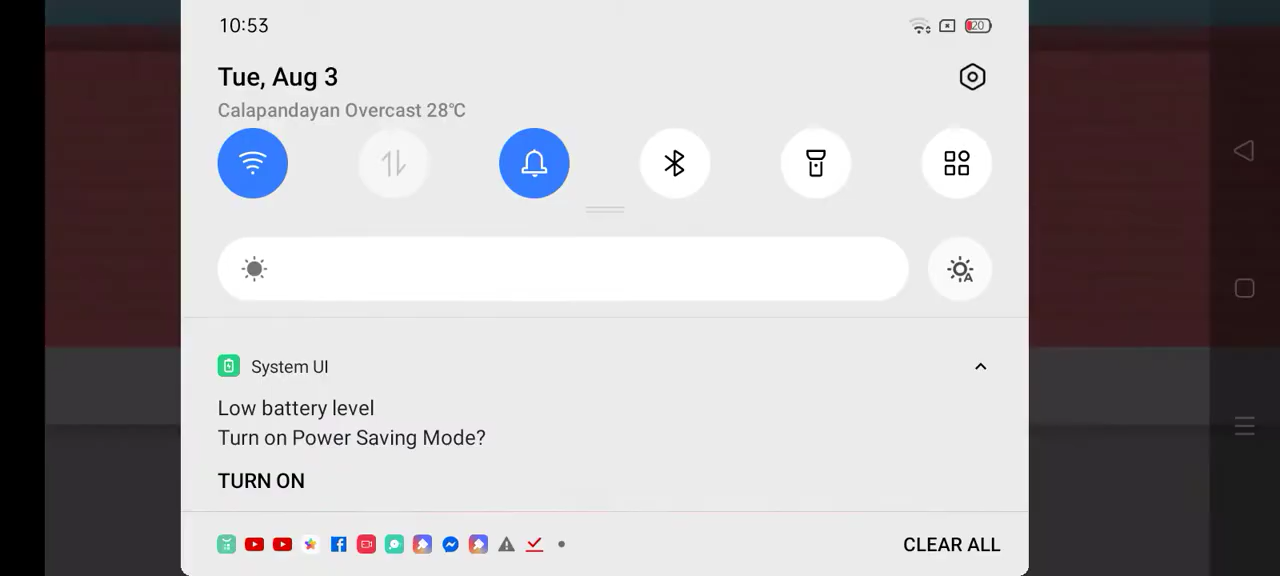 10:53
20
Tue, Aug 3
Calapandayan Overcast 28°C
A
System UI
Low battery level
Turn on Power Saving Mode?
TURN ON
CLEAR ALL